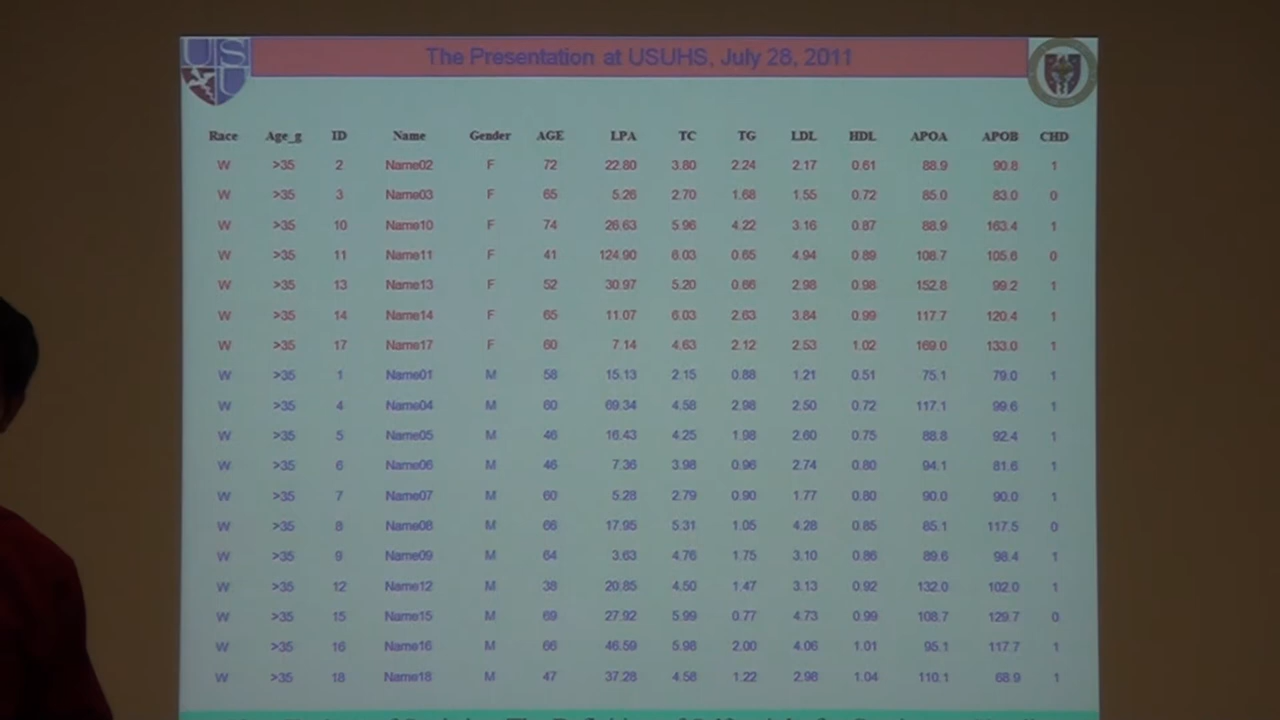 USU
The Presentation at USUHS, July 28, 2011
Race Age_g ID Name Gender AGE LPA TC TG LDL HDL APOA APOB CHD
W >35 2 Name02 F 72 22.80 3.80 2.24 2.17 0.61 88.9 90.8 1
W >35 3 Name03 F 65 5.26 2.70 1.68 1.55 0.72 85.0 83.0 0
W >35 10 Name10 F 74 26.63 5.96 4.22 3.16 0.87 88.9 163.4 1
W >35 11 Name11 F 41 124.90 6.03 0.65 4.94 0.89 108.7 105.6 0
W >35 13 Name13 F 52 30.97 5.20 0.66 2.98 0.98 152.8 99.2 1
W >35 14 Name14 F 65 11.07 6.03 2.63 3.84 0.99 117.7 120.4 1
W >35 17 Name17 F 60 7.14 4.63 2.12 2.53 1.02 169.0 133.0 1
W >35 1 Name01 M 58 15.13 2.15 0.88 1.21 0.51 75.1 79.0 1
W >35 4 Name04 M 60 69.34 4.58 2.98 2.50 0.72 117.1 99.6 1
W >35 5 Name05 M 46 16.43 4.25 1.98 2.60 0.75 88.8 92.4 1
W >35 6 Name06 M 46 7.36 3.98 0.96 2.74 0.80 94.1 81.6 1
W >35 7 Name07 M 60 5.28 2.79 0.90 1.77 0.80 90.0 90.0 1
W >35 8 Name08 M 66 17.95 5.31 1.05 4.28 0.85 85.1 117.5 0
W >35 9 Name09 M 64 3.63 4.76 1.75 3.10 0.86 89.6 98.4 1
W >35 12 Name12 M 38 20.85 4.50 1.47 3.13 0.92 132.0 102.0 1
W >35 15 Name15 M 69 27.92 5.99 0.77 4.73 0.99 108.7 129.7 0
W >35 16 Name16 M 66 46.59 5.98 2.00 4.06 1.01 95.1 117.7 1
W >35 18 Name18 M 47 37.28 4.58 1.22 2.98 1.04 110.1 68.9 1